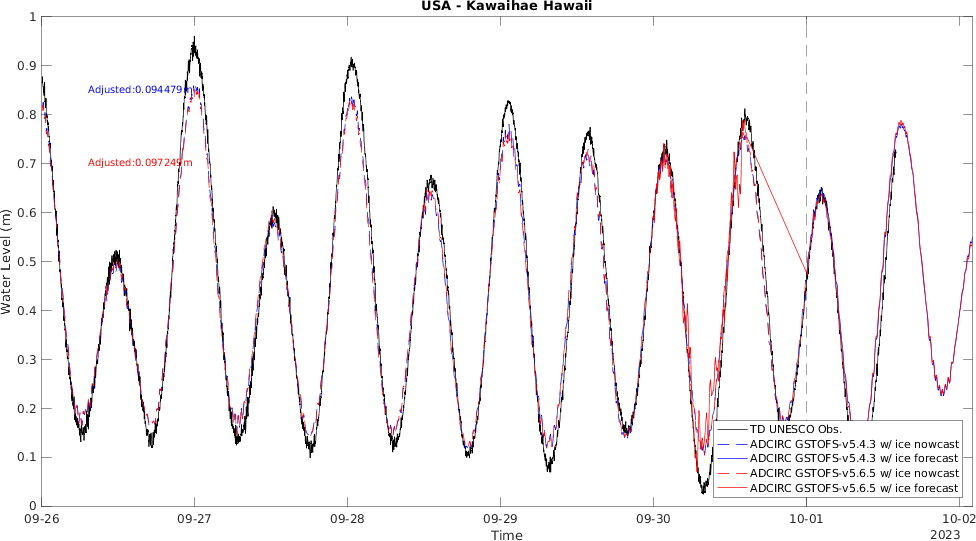 USA - Kawaihae Hawaii
1
0.9
0.8
0.7
0.6
0.5
0.4
0.3
0.2
0.1
0
Water Level (m)
Adjusted:0.094479m
Adjusted:0.097249m
TD UNESCO Obs.
ADCIRC GSTOFS-v5.4.3 w/ ice nowcast
ADCIRC GSTOFS-v5.4.3 w/ ice forecast
ADCIRC GSTOFS-v5.6.5 w/ ice nowcast
ADCIRC GSTOFS-v5.6.5 w/ ice forecast
09-26 09-27 09-28 09-29 09-30 10-01 10-02
Time
2023